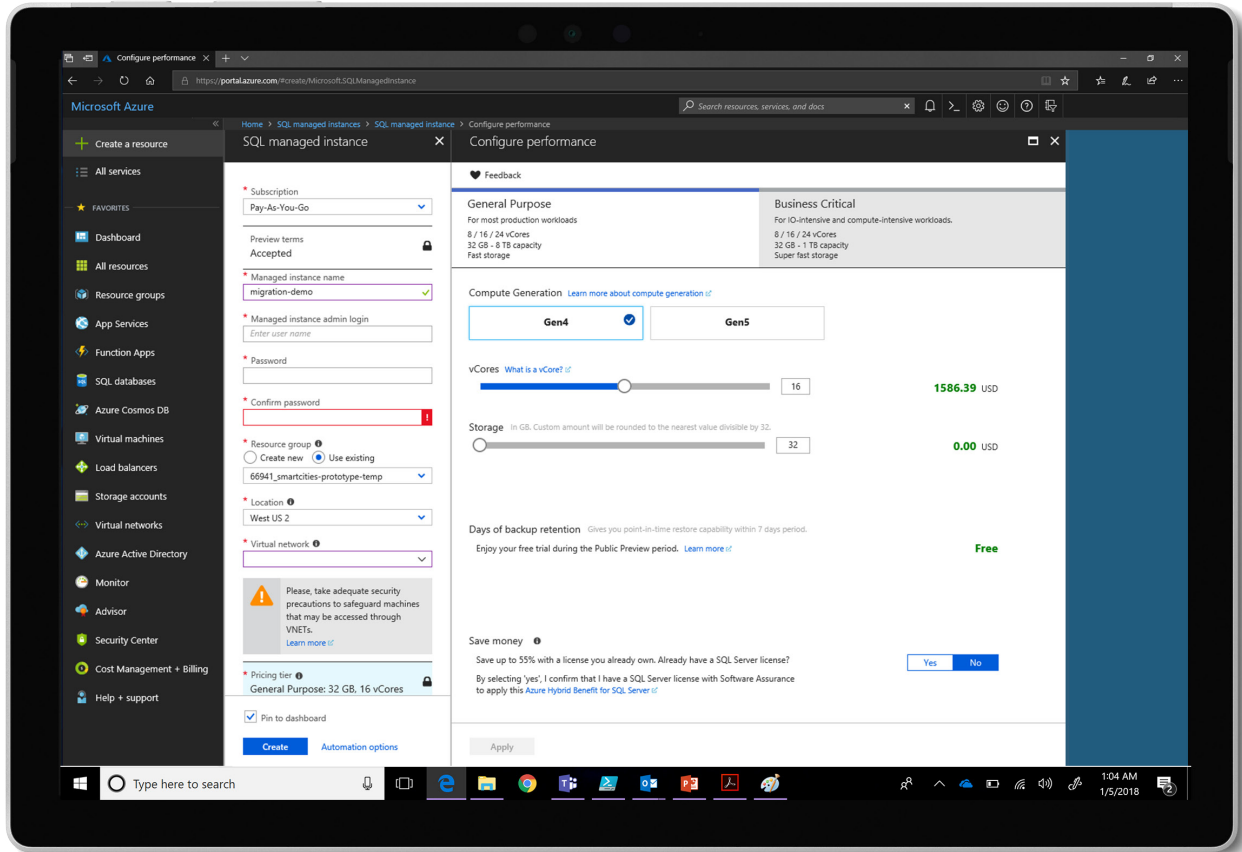 Configure performance
https://portal.azure.com/#create/Microsoft.SQLManagedInstance
Microsoft Azure
Search resources, services, and docs
Home > SQL managed instances > SQL managed instance > Configure performance
Create a resource
All services
FAVORITES
Dashboard
All resources
Resource groups
App Services
Function Apps
SQL databases
Azure Cosmos DB
Virtual machines
Load balancers
Storage accounts
Virtual networks
Azure Active Directory
Monitor
Advisor
Security Center
Cost Management + Billing
Help + support
SQL managed instance
* Subscription
Pay-As-You-Go
Preview terms
Accepted
* Managed instance name
migration-demo
* Managed instance admin login
Enter user name
* Password
* Confirm password
* Resource group
Create new Use existing
66941_smartcities-prototype-temp
* Location
West US 2
* Virtual network
Please, take adequate security
precautions to safeguard machines
that may be accessed through
VNETs.
Learn more
* Pricing tier
General Purpose: 32 GB, 16 vCores
Pin to dashboard
Create Automation options
Configure performance
Feedback
General Purpose
For most production workloads
8 / 16 / 24 vCores
32 GB - 8 TB capacity
Fast storage
Business Critical
For IO-intensive and compute-intensive workloads.
8 / 16 / 24 vCores
32 GB - 1 TB capacity
Super fast storage
Compute Generation Learn more about compute generation
Gen4 Gen5
vCores What is a vCore?
16 1586.39 USD
Storage In GB. Custom amount will be rounded to the nearest value divisible by 32.
32 0.00 USD
Days of backup retention Gives you point-in-time restore capability within 7 days period.
Enjoy your free trial during the Public Preview period. Learn more Free
Save money
Save up to 55% with a license you already own. Already have a SQL Server license? Yes No
By selecting 'yes', I confirm that I have a SQL Server license with Software Assurance
to apply this Azure Hybrid Benefit for SQL Server
Apply
Type here to search
1:04 AM
1/5/2018
2